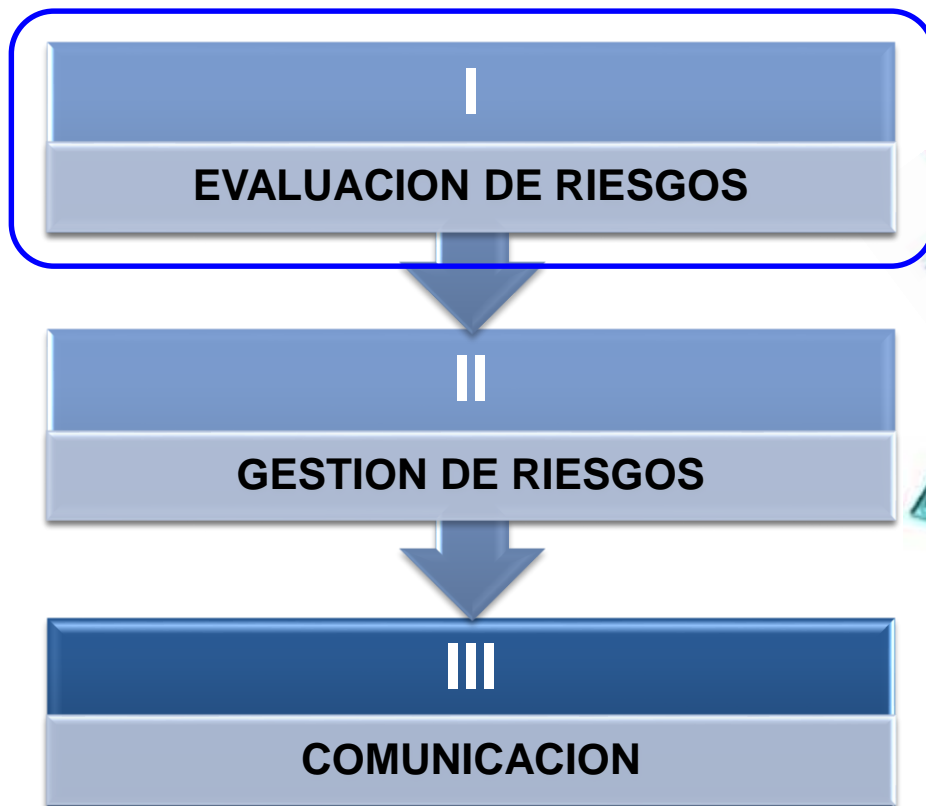 I
EVALUACION DE RIESGOS
II
GESTION DE RIESGOS
III
COMUNICACION